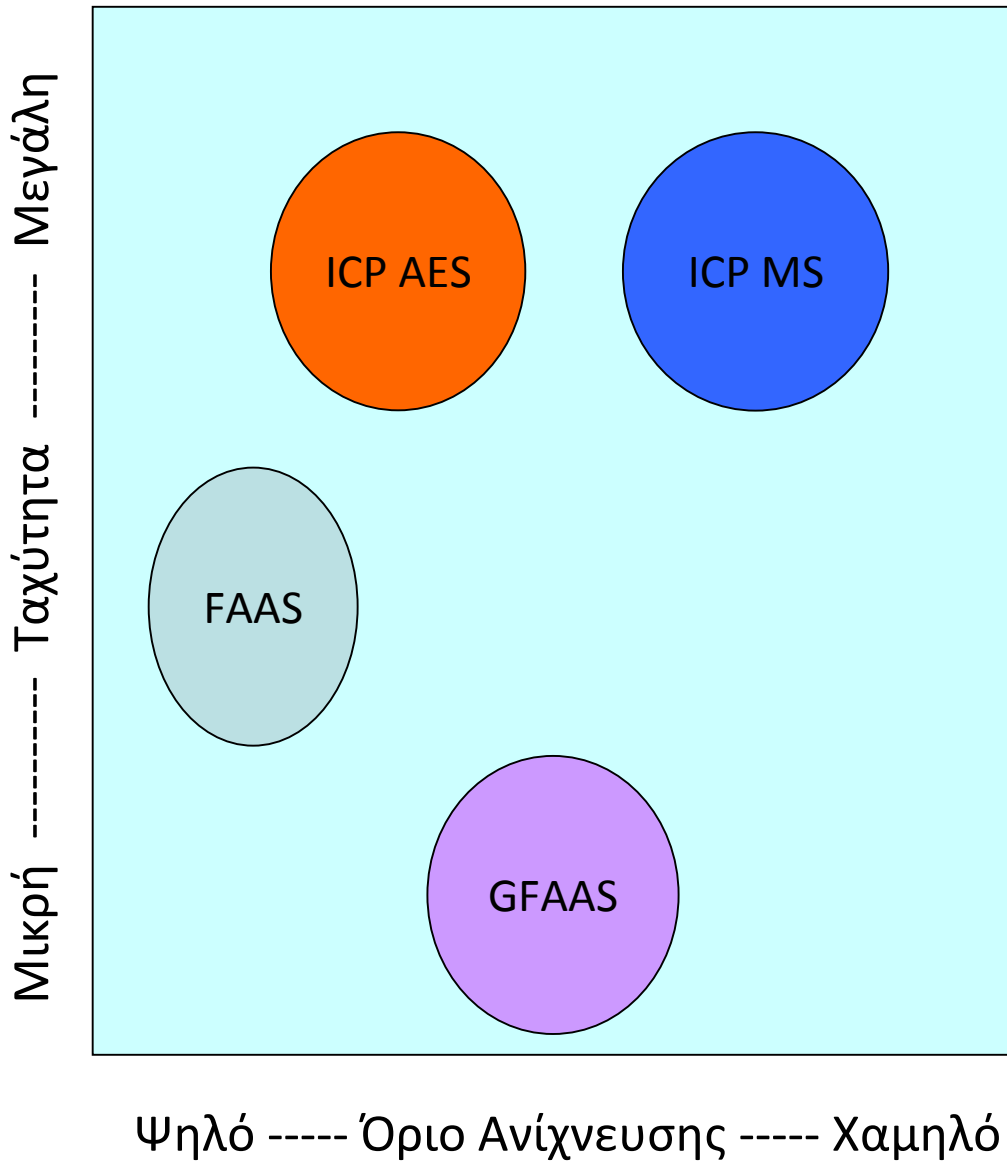 Μικρή ----------- Ταχύτητα ---------- Μεγάλη
ICP AES
ICP MS
FAAS
GFAAS
Ψηλό ----- Όριο Ανίχνευσης ----- Χαμηλό